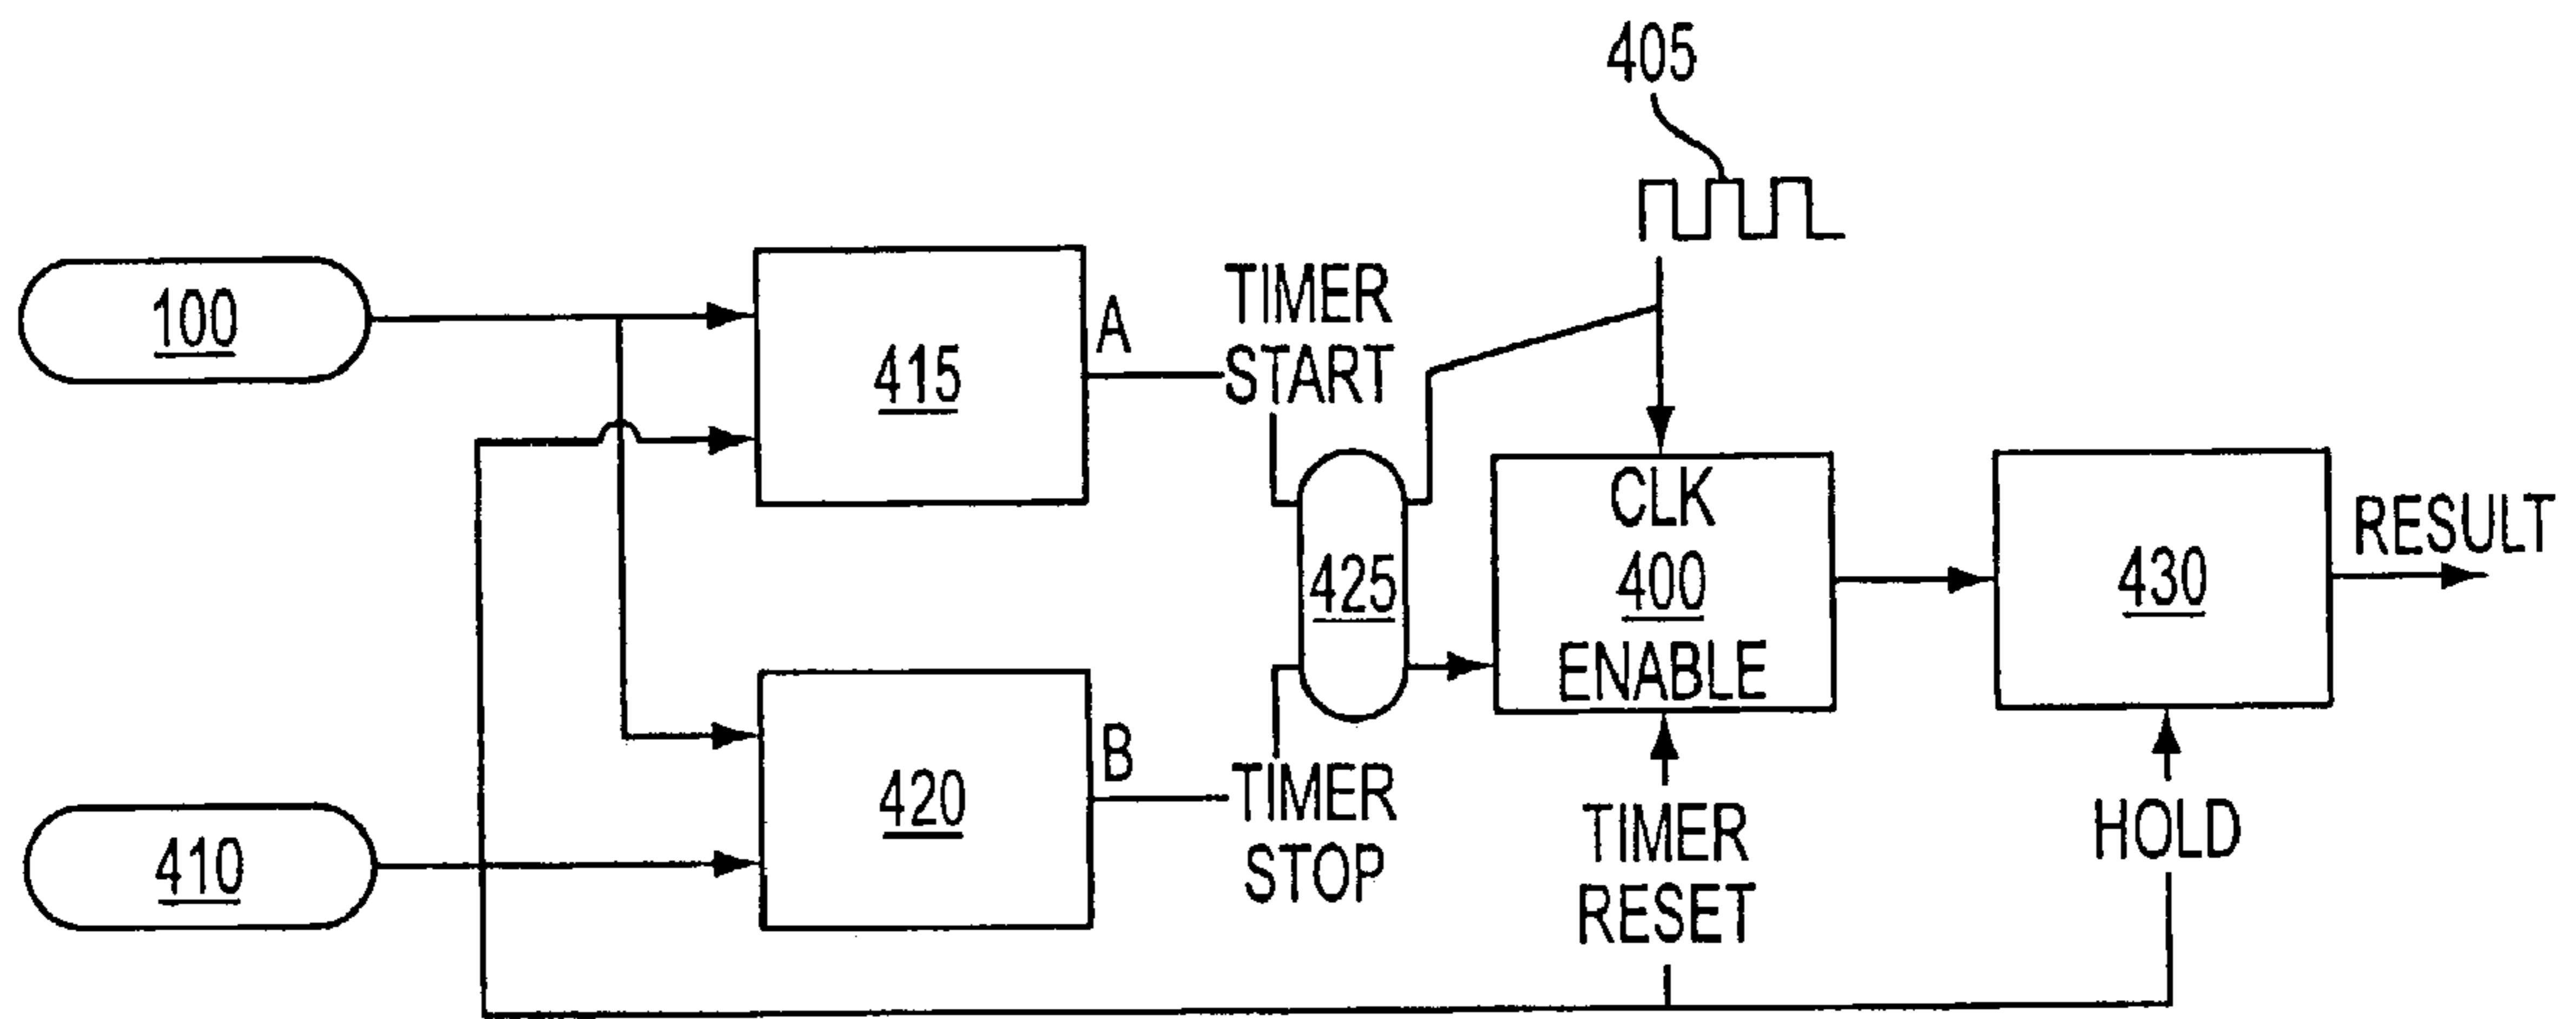 405
100
415
A
TIMER
START
CLK
400
ENABLE
425
430
RESULT
410
420
B
TIMER
STOP
TIMER
RESET
HOLD